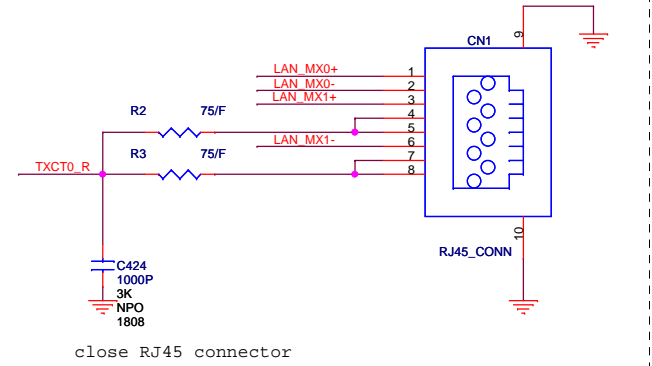 CN1
9
LAN_MX0+
1
LAN_MX0-
2
LAN_MX1+
3
R2
75/F
4
5
LAN_MX1-
6
R3
75/F
7
TXCT0_R
8
10
RJ45_CONN
C424
1000P
3K
NPO
1808
close RJ45 connector